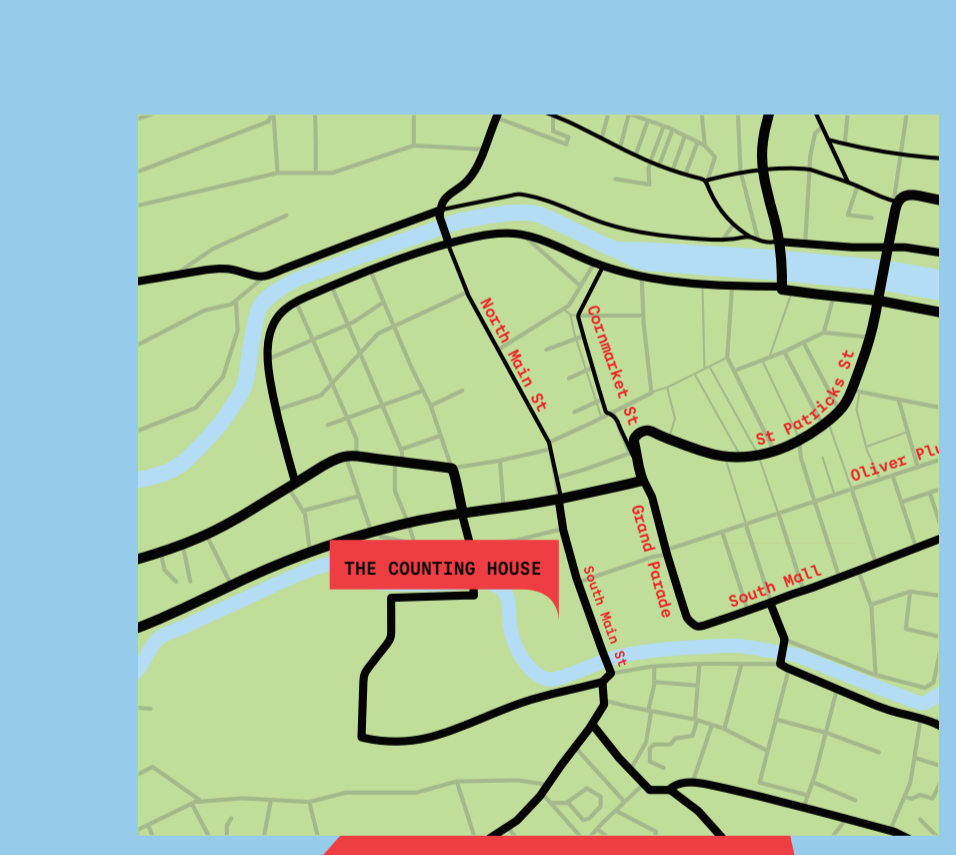 North Main St
Cornmarket St
St Patricks St
Oliver
Grand Parade
THE COUNTING HOUSE
South Main St
South Mall